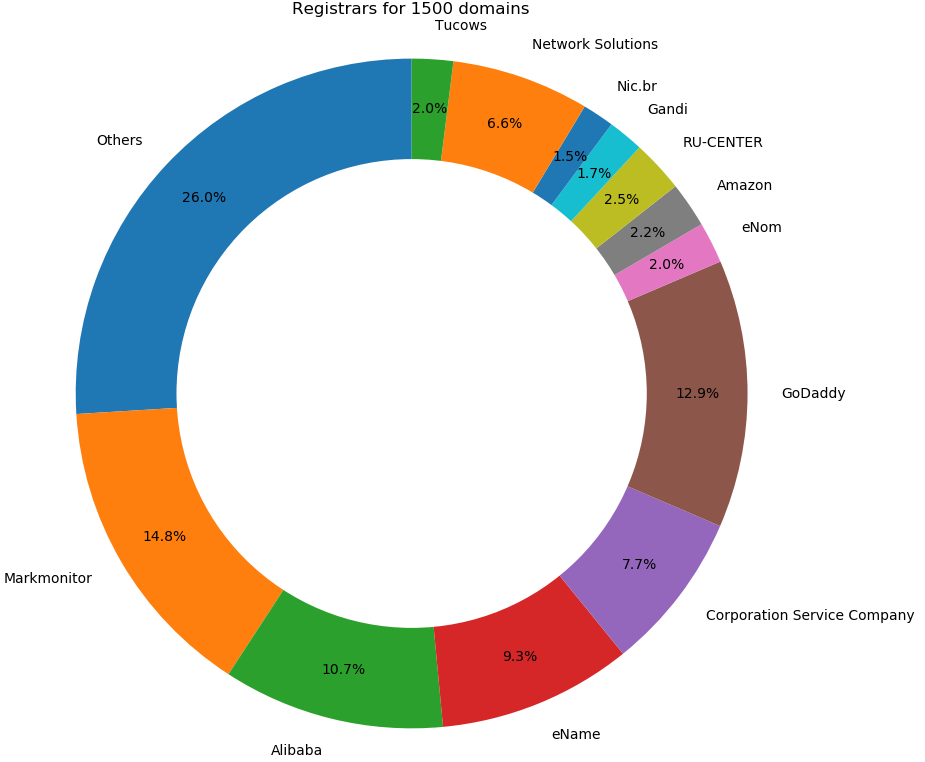 Registrars for 1500 domains
Tucows
2.0%
Network Solutions
6.6%
Nic.br
1.5%
Gandi
1.7%
RU-CENTER
2.5%
Amazon
2.2%
eNom
2.0%
GoDaddy
12.9%
Corporation Service Company
7.7%
eName
9.3%
Alibaba
10.7%
Markmonitor
14.8%
Others
26.0%